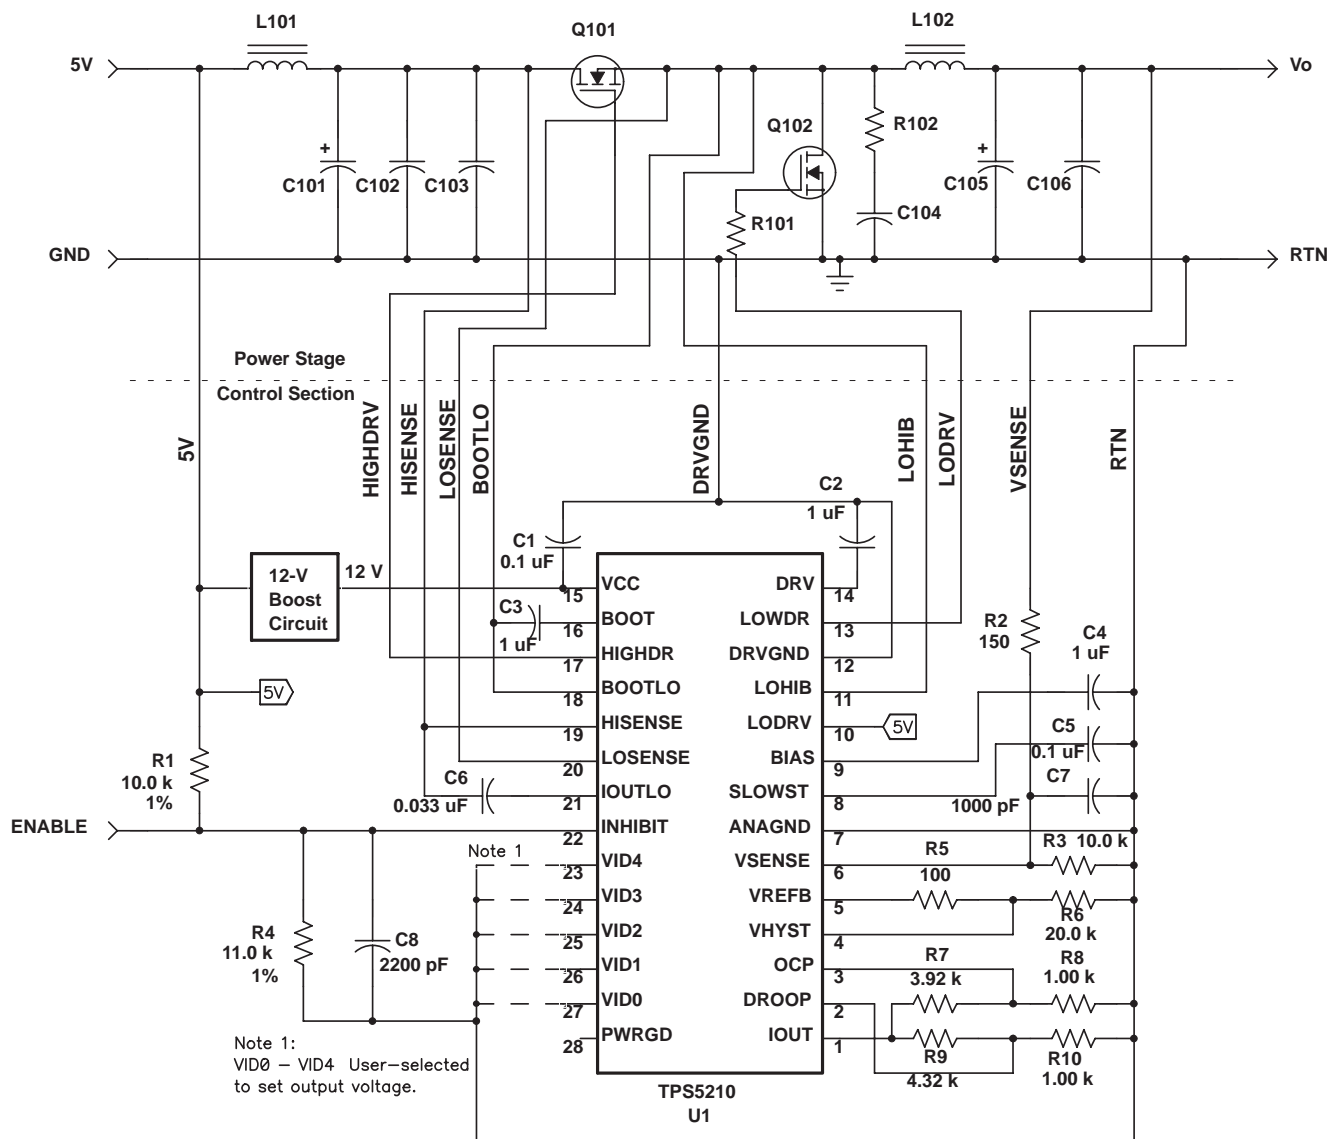 L101
Q101
L102
5V
Vo
Q102
R102
+
C101
C102
C103
+
C105
C106
R101
C104
GND
RTN
Power Stage
Control Section
5V
HIGHDRV
HISENSE
LOSENSE
BOOTLO
DRVGND
LOHIB
LODRV
VSENSE
RTN
C2
1 uF
C1
0.1 uF
12-V
Boost
Circuit
12 V
C3
1 uF
R2
150
C4
1 uF
5V
5V
C5
0.1 uF
C7
1000 pF
R1
10.0 k
1%
C6
0.033 uF
ENABLE
Note 1
R4
11.0 k
1%
C8
2200 pF
15 VCC
16 BOOT
17 HIGHDR
18 BOOTLO
19 HISENSE
20 LOSENSE
21 IOUTLO
22 INHIBIT
23 VID4
24 VID3
25 VID2
26 VID1
27 VID0
28 PWRGD
DRV 14
LOWDR 13
DRVGND 12
LOHIB 11
LODRV 10
BIAS 9
SLOWST 8
ANAGND 7
VSENSE 6
VREFB 5
VHYST 4
OCP 3
DROOP 2
IOUT 1
R3 10.0 k
R5
100
R6
20.0 k
R7
3.92 k
R8
1.00 k
R9
4.32 k
R10
1.00 k
Note 1:
VID0 – VID4 User-selected
to set output voltage.
TPS5210
U1